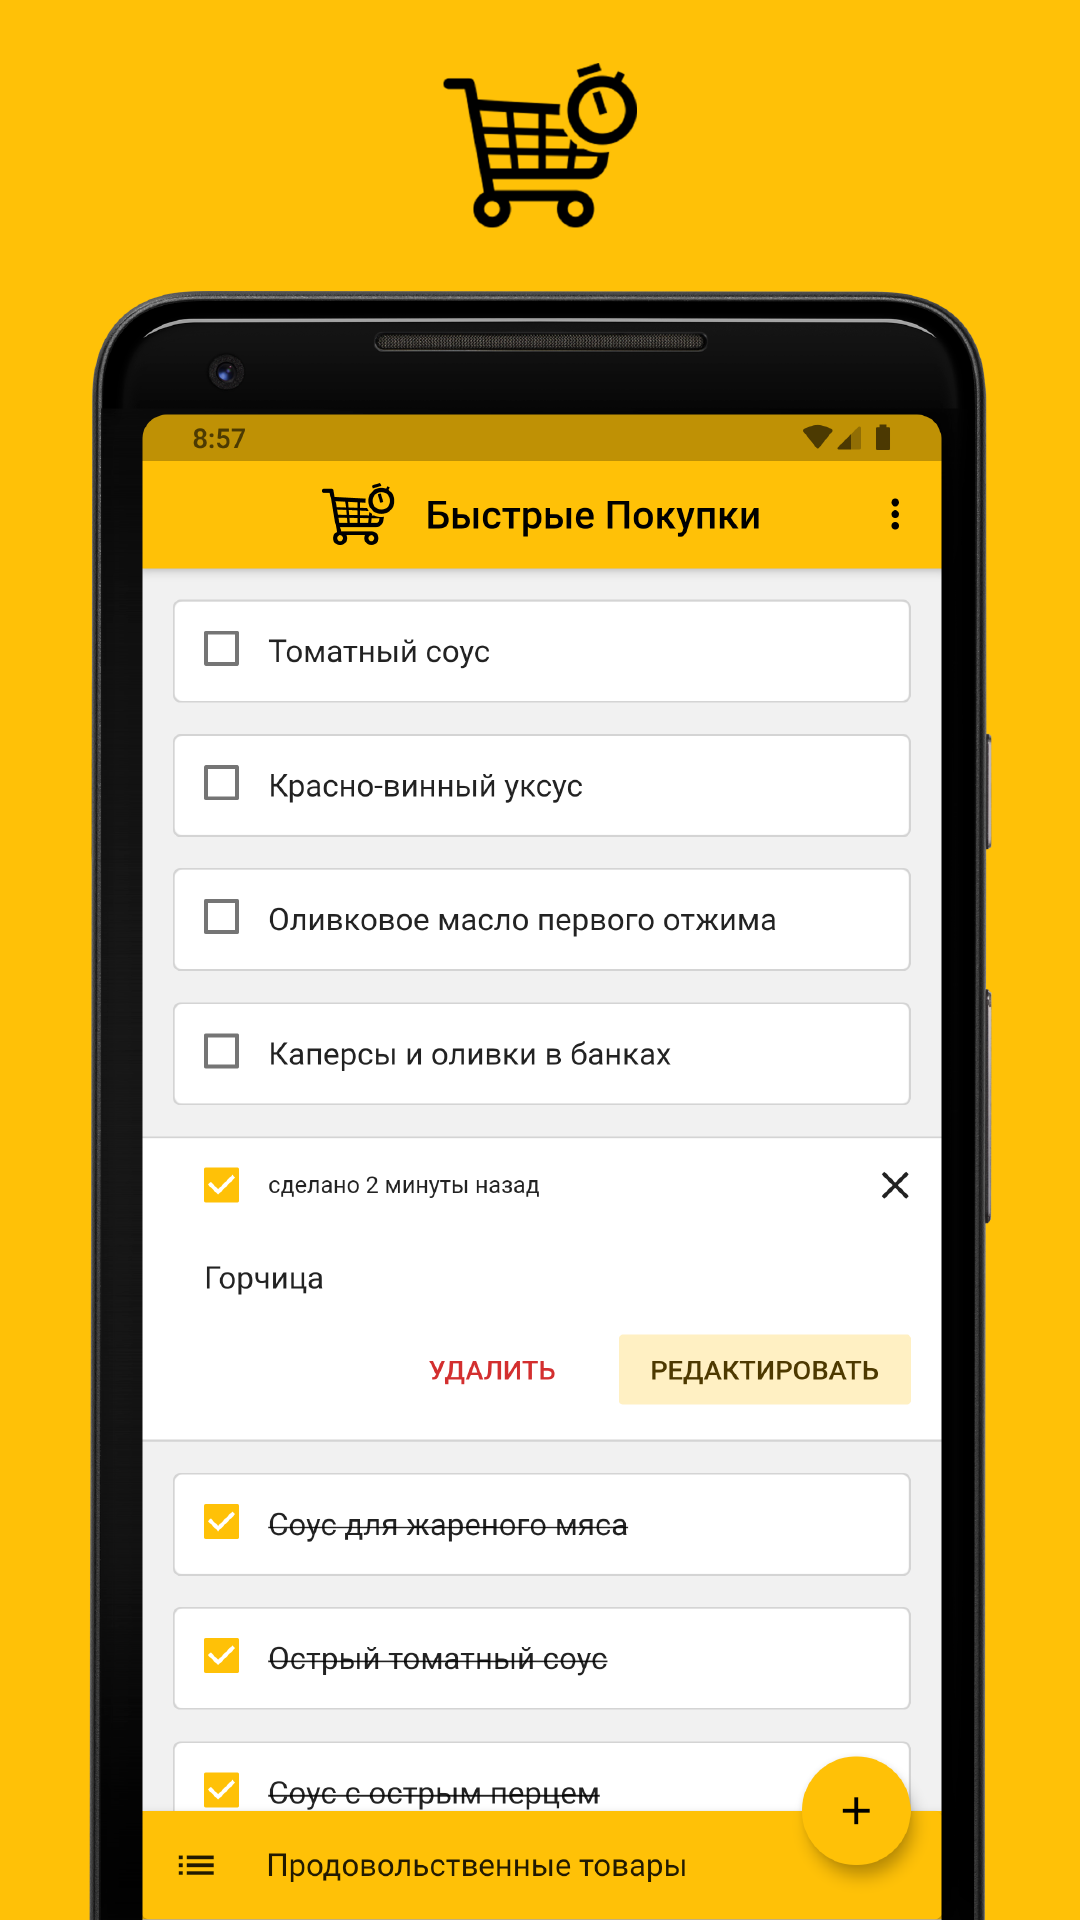 8:57
Быстрые Покупки
Томатный соус
Красно-винный уксус
Оливковое масло первого отжима
Каперсы и оливки в банках
сделано 2 минуты назад
Горчица
УДАЛИТЬ
РЕДАКТИРОВАТЬ
Соус для жареного мяса
Острый томатный соус
Соус с острым перцем
Продовольственные товары